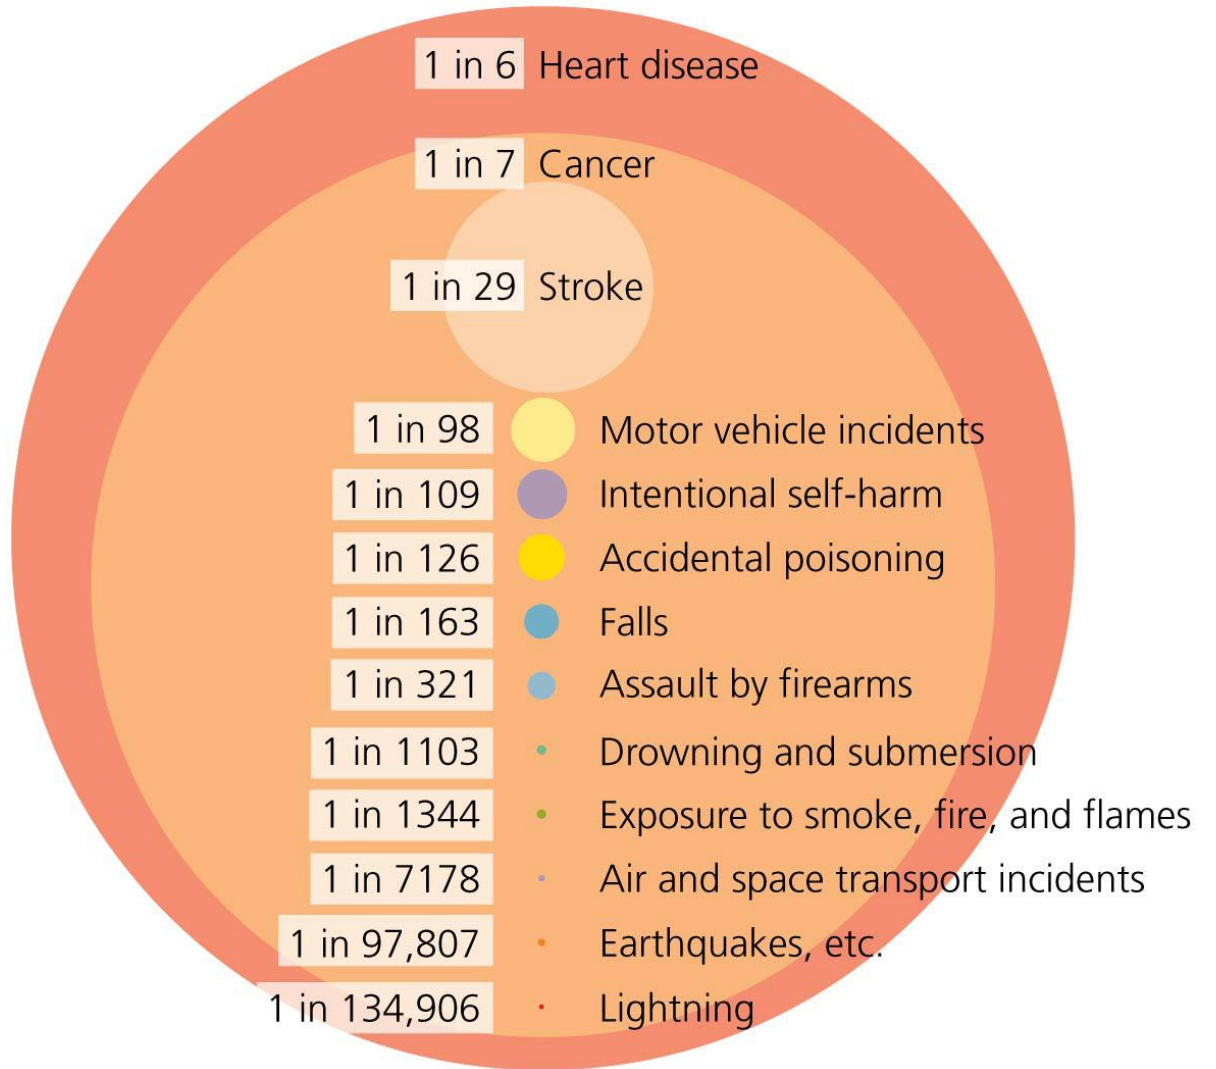 1 in 6 Heart disease
1 in 7 Cancer
1 in 29 Stroke
1 in 98 Motor vehicle incidents
1 in 109 Intentional self-harm
1 in 126 Accidental poisoning
1 in 163 Falls
1 in 321 Assault by firearms
1 in 1103 Drowning and submersion
1 in 1344 Exposure to smoke, fire, and flames
1 in 7178 Air and space transport incidents
1 in 97,807 Earthquakes, etc.
1 in 134,906 Lightning